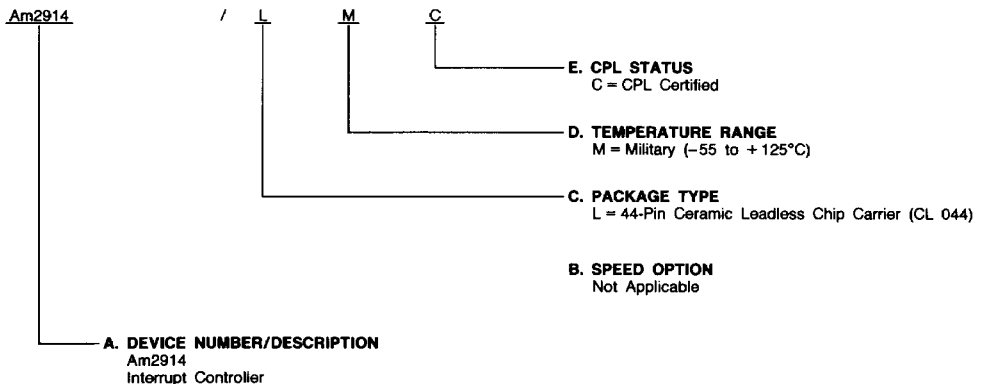 Am2914 / L M C
E. CPL STATUS
C = CPL Certified
D. TEMPERATURE RANGE
M = Military (−55 to +125°C)
C. PACKAGE TYPE
L = 44-Pin Ceramic Leadless Chip Carrier (CL 044)
B. SPEED OPTION
Not Applicable
A. DEVICE NUMBER/DESCRIPTION
Am2914
Interrupt Controller